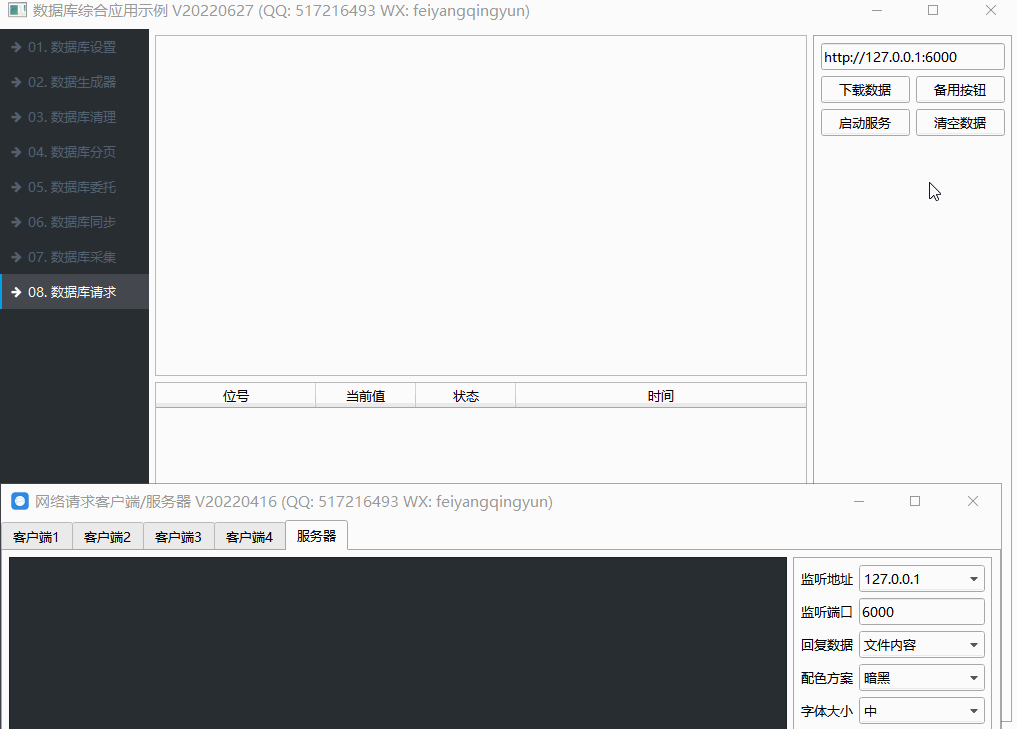 数据库综合应用示例 V20220627 (QQ: 517216493 WX: feiyangqingyun)
01. 数据库设置
02. 数据生成器
03. 数据库清理
04. 数据库分页
05. 数据库委托
06. 数据库同步
07. 数据库采集
08. 数据库请求
http://127.0.0.1:6000
下载数据 备用按钮
启动服务 清空数据
位号 当前值 状态 时间
网络请求客户端/服务器 V20220416 (QQ: 517216493 WX: feiyangqingyun)
客户端1 客户端2 客户端3 客户端4 服务器
监听地址 127.0.0.1
监听端口 6000
回复数据 文件内容
配色方案 暗黑
字体大小 中